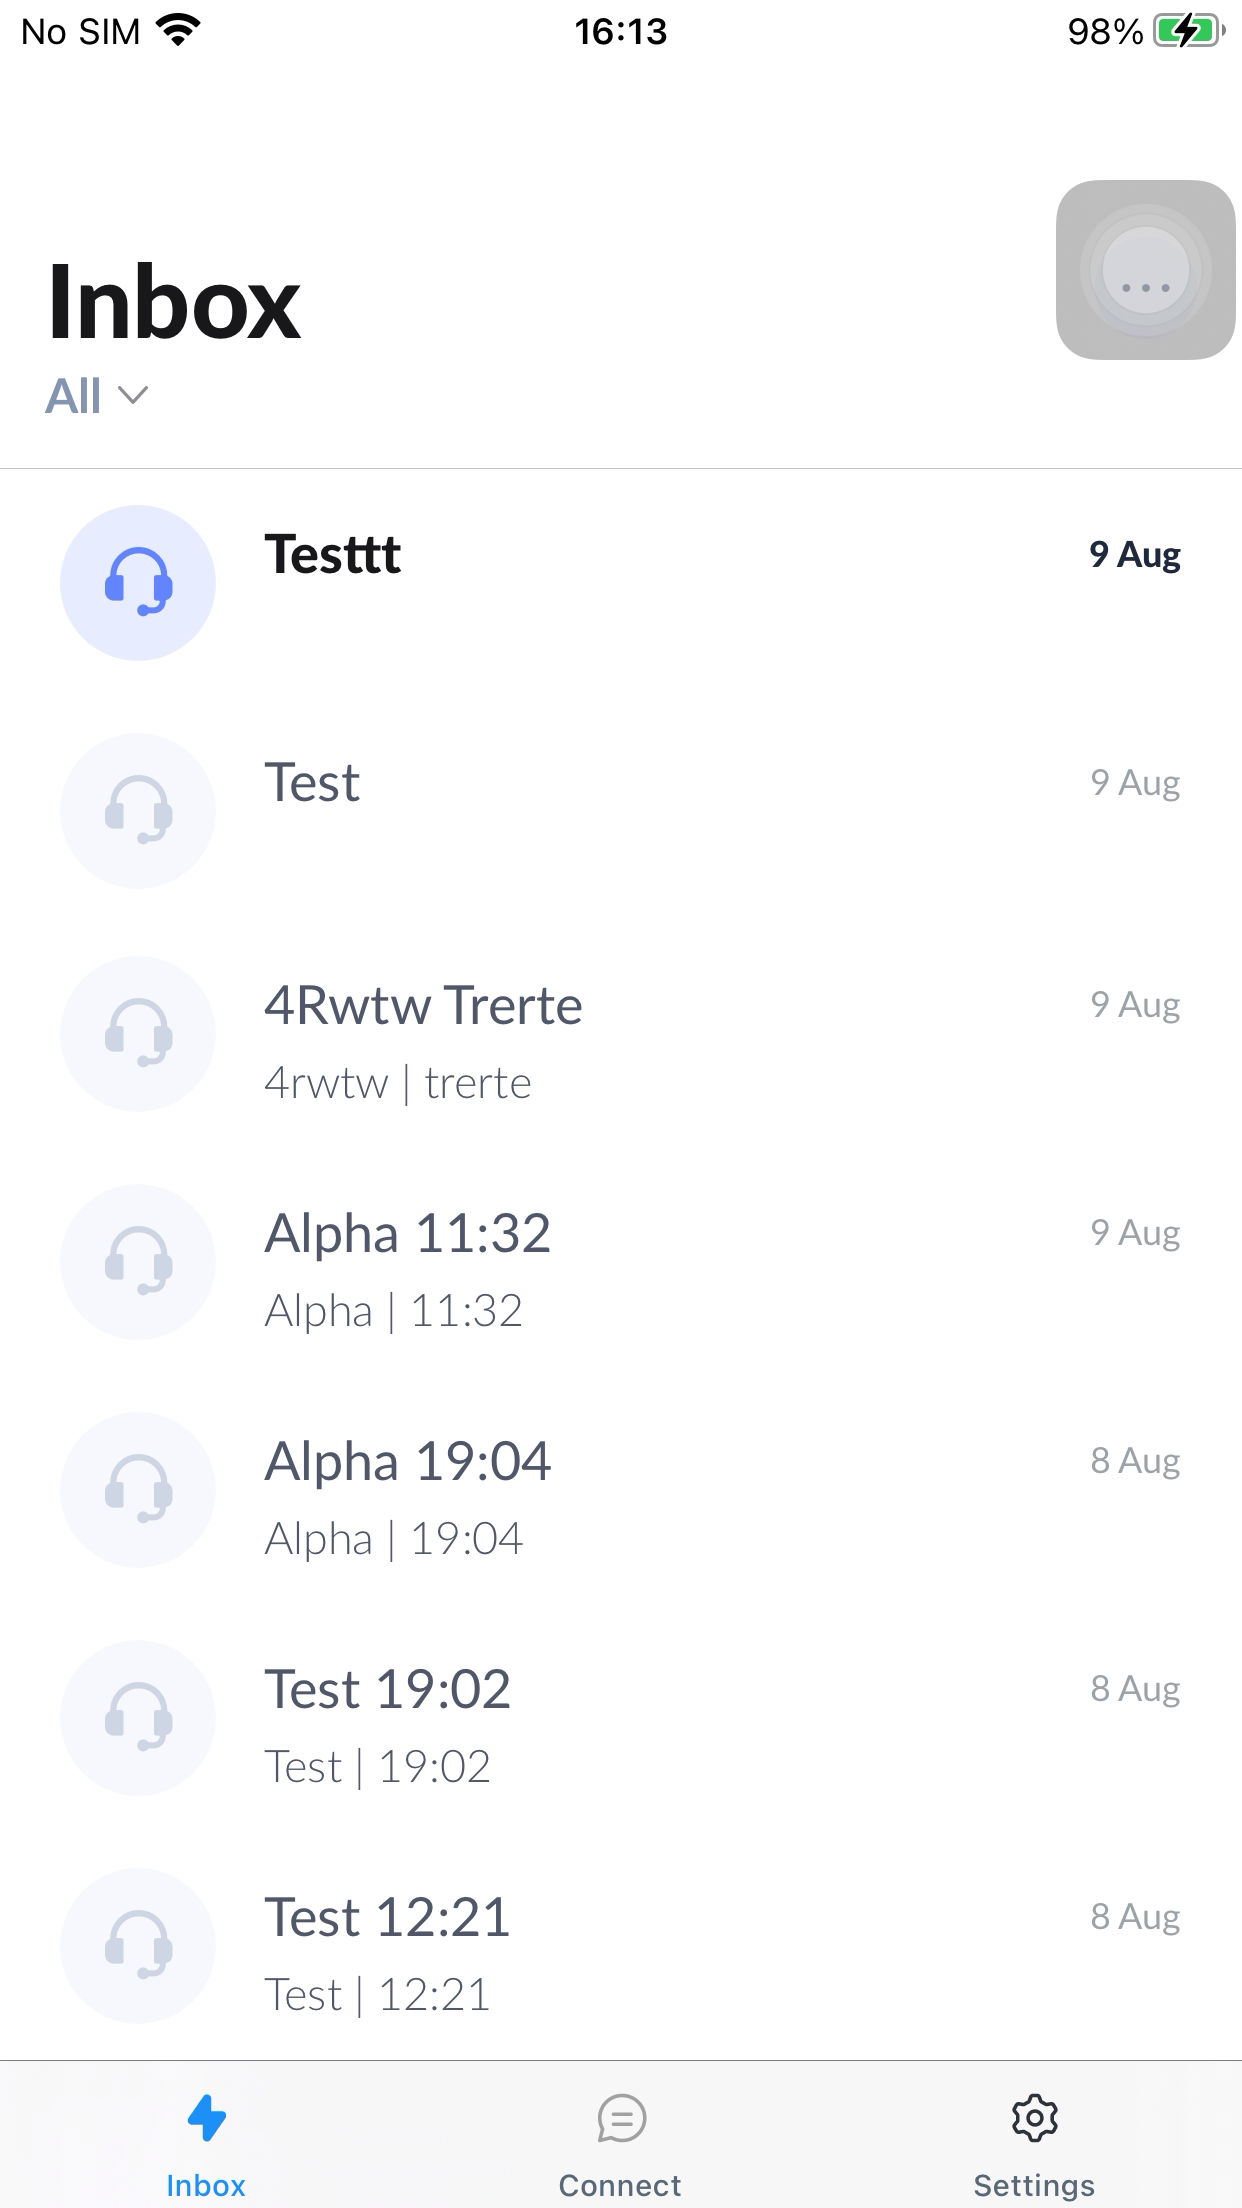 No SIM 16:13 98%
Inbox
All
Testtt 9 Aug
Test 9 Aug
4Rwtw Trerte 9 Aug
4rwtw | trerte
Alpha 11:32 9 Aug
Alpha | 11:32
Alpha 19:04 8 Aug
Alpha | 19:04
Test 19:02 8 Aug
Test | 19:02
Test 12:21 8 Aug
Test | 12:21
Inbox Connect Settings